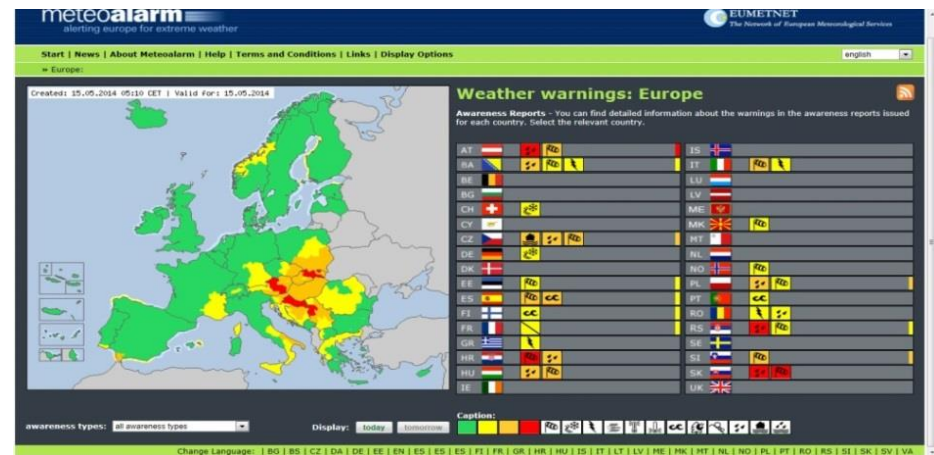 meteoalarm
alerting europe for extreme weather
EUMETNET
The Network of European Meteorological Services
Start | News | About Meteoalarm | Help | Terms and Conditions | Links | Display Options
english
» Europe:
Created: 15.05.2014 05:10 CET | Valid for: 15.05.2014
Weather warnings: Europe
Awareness Reports - You can find detailed information about the warnings in the awareness reports issued
for each country. Select the relevant country.
AT
BA
BE
BG
CH
CY
CZ
DE
DK
EE
ES
FI
FR
GR
HR
HU
IE
IS
IT
LU
LV
ME
MK
MT
NL
NO
PL
PT
RO
RS
SE
SI
SK
UK
awareness types:
all awareness types
Display:
today
tomorrow
Caption:
Change Language: | BG | BS | CZ | DA | DE | EE | EN | ES | ES | ES | FI | FR | GR | HR | HU | IS | IT | LT | LV | ME | MK | MT | NL | NO | PL | PT | RO | RS | SI | SK | SV | VA